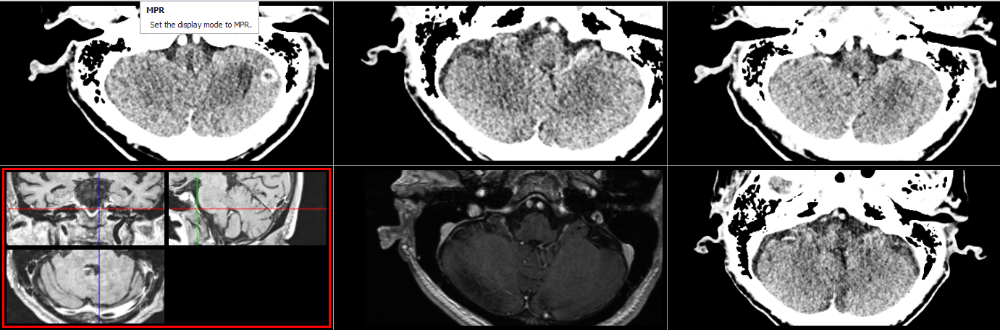 MPR
Set the display mode to MPR.